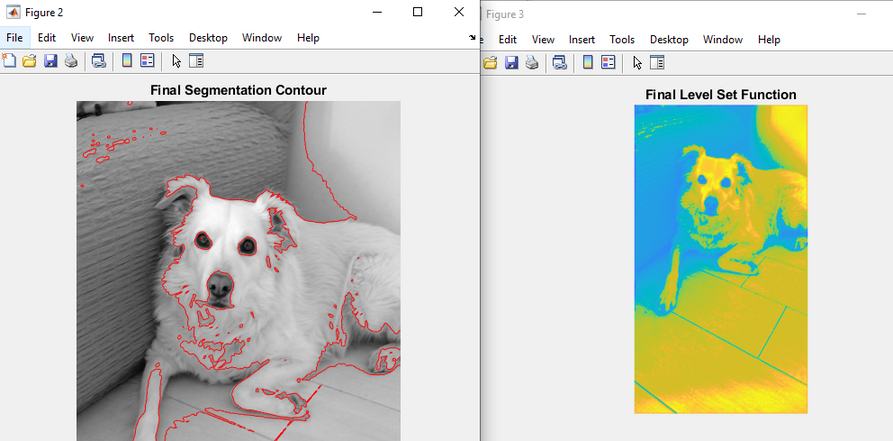 Figure 2
File Edit View Insert Tools Desktop Window Help
Final Segmentation Contour
Figure 3
Edit View Insert Tools Desktop Window Help
Final Level Set Function